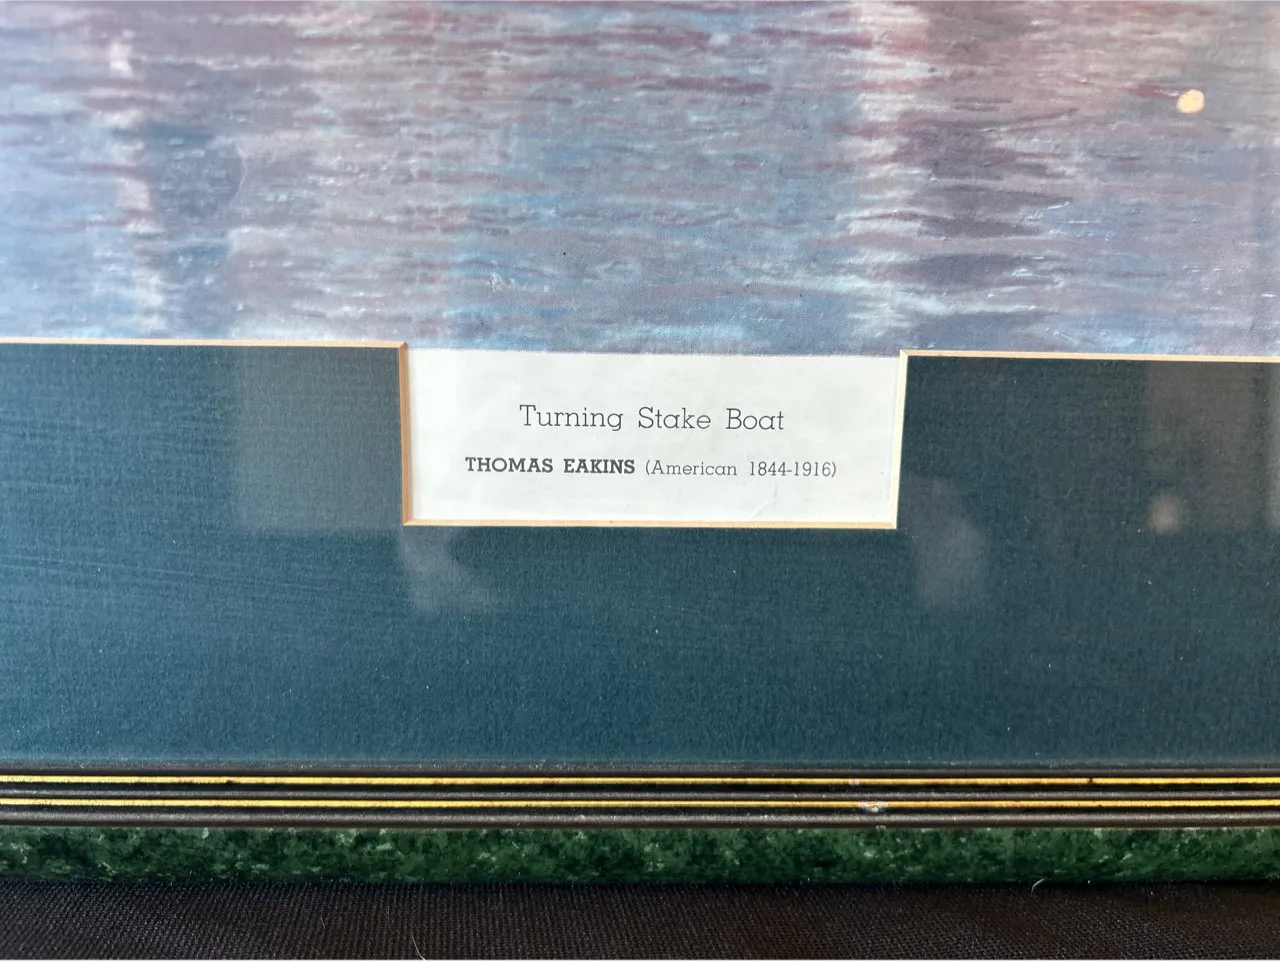 Turning Stake Boat
THOMAS EAKINS (American 1844-1916)